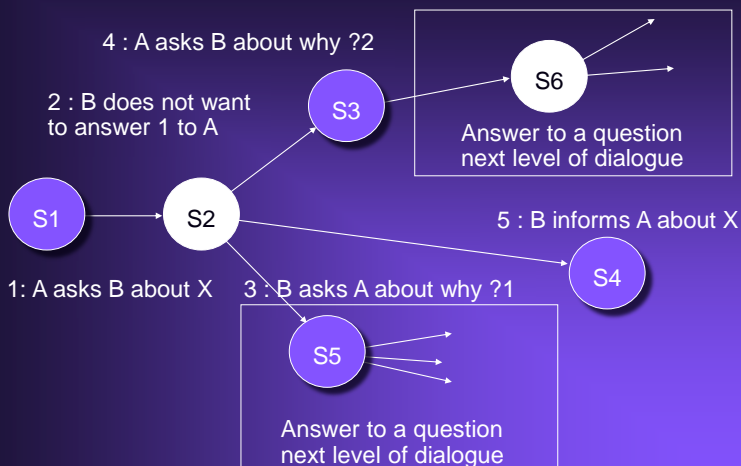 4 : A asks B about why ?2
S6
2 : B does not want
to answer 1 to A
S3
Answer to a question
next level of dialogue
S1
S2
5 : B informs A about X
S4
1: A asks B about X
3 : B asks A about why ?1
S5
Answer to a question
next level of dialogue